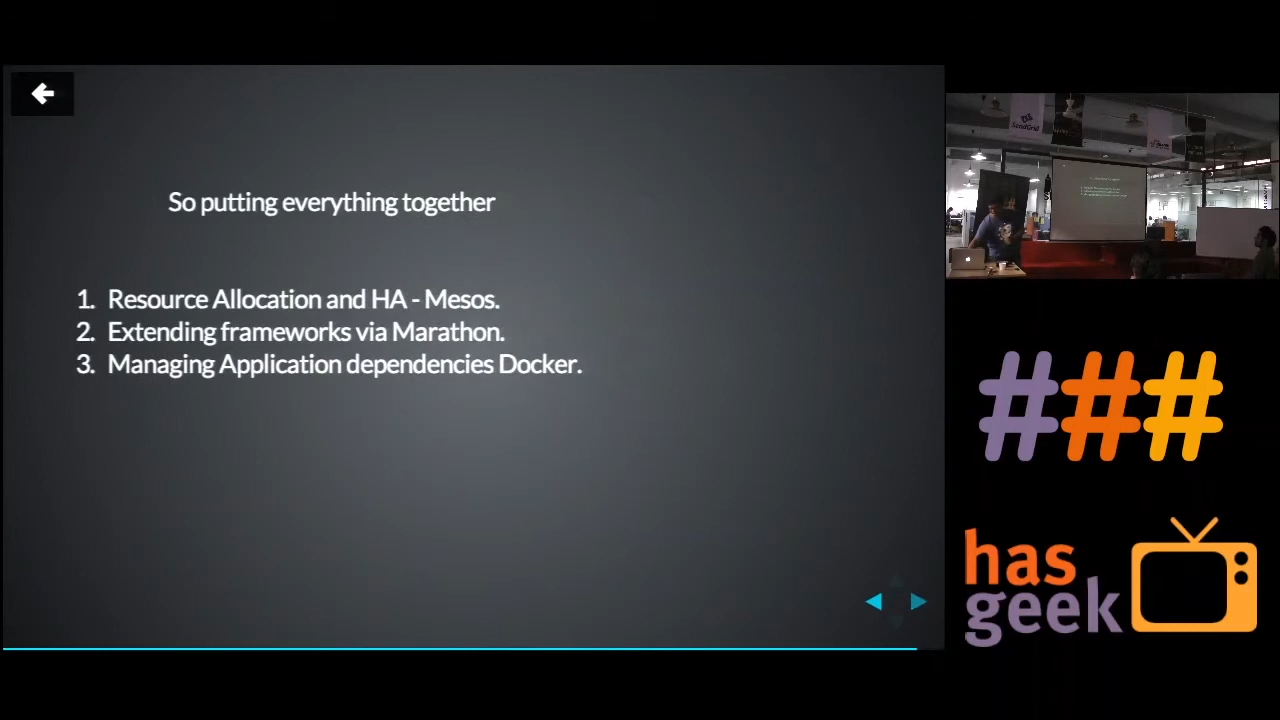 So putting everything together
1. Resource Allocation and HA - Mesos.
2. Extending frameworks via Marathon.
3. Managing Application dependencies Docker.
SendGrid
###
has
geek